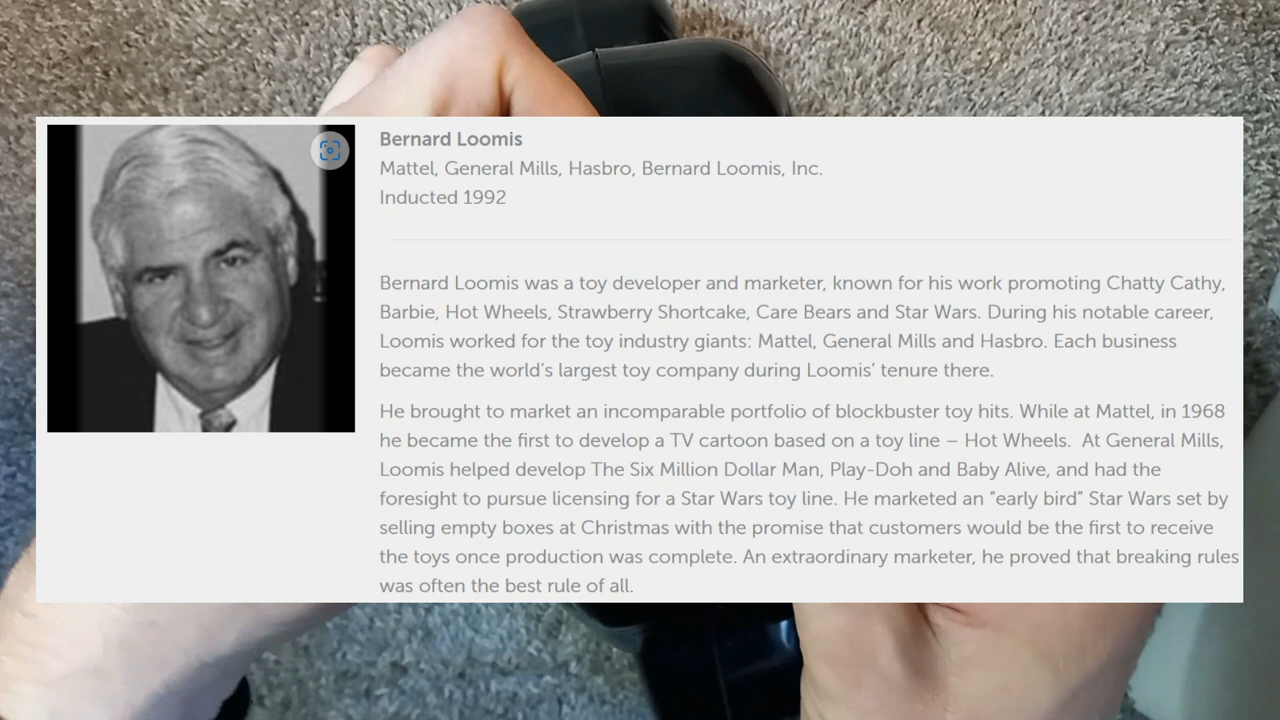 Bernard Loomis
Mattel, General Mills, Hasbro, Bernard Loomis, Inc.
Inducted 1992
Bernard Loomis was a toy developer and marketer, known for his work promoting Chatty Cathy,
Barbie, Hot Wheels, Strawberry Shortcake, Care Bears and Star Wars. During his notable career,
Loomis worked for the toy industry giants: Mattel, General Mills and Hasbro. Each business
became the world's largest toy company during Loomis' tenure there.
He brought to market an incomparable portfolio of blockbuster toy hits. While at Mattel, in 1968
he became the first to develop a TV cartoon based on a toy line – Hot Wheels. At General Mills,
Loomis helped develop The Six Million Dollar Man, Play-Doh and Baby Alive, and had the
foresight to pursue licensing for a Star Wars toy line. He marketed an "early bird" Star Wars set by
selling empty boxes at Christmas with the promise that customers would be the first to receive
the toys once production was complete. An extraordinary marketer, he proved that breaking rules
was often the best rule of all.